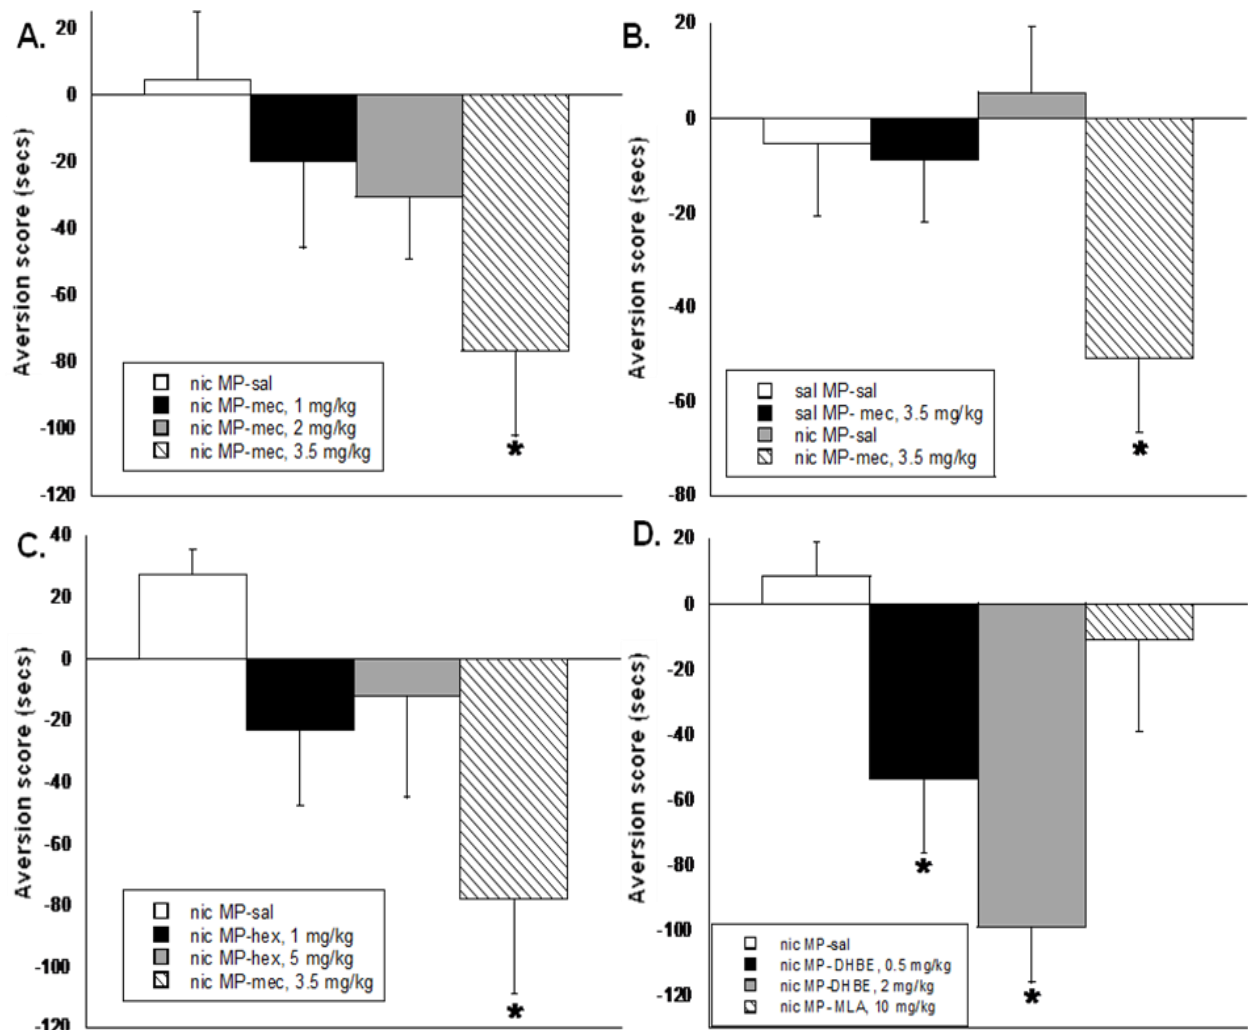 A.
Aversion score (secs)
20
0
-20
-40
-60
-80
-100
-120
*
nic MP-sal
nic MP-mec, 1 mg/kg
nic MP-mec, 2 mg/kg
nic MP-mec, 3.5 mg/kg
B.
Aversion score (secs)
20
0
-20
-40
-60
-80
*
sal MP-sal
sal MP- mec, 3.5 mg/kg
nic MP-sal
nic MP-mec, 3.5 mg/kg
C.
Aversion score (secs)
40
20
0
-20
-40
-60
-80
-100
-120
*
nic MP-sal
nic MP-hex, 1 mg/kg
nic MP-hex, 5 mg/kg
nic MP-mec, 3.5 mg/kg
D.
Aversion score (secs)
20
0
-20
-40
-60
-80
-100
-120
*
*
nic MP-sal
nic MP-DHBE, 0.5 mg/kg
nic MP-DHBE, 2 mg/kg
nic MP-MLA, 10 mg/kg